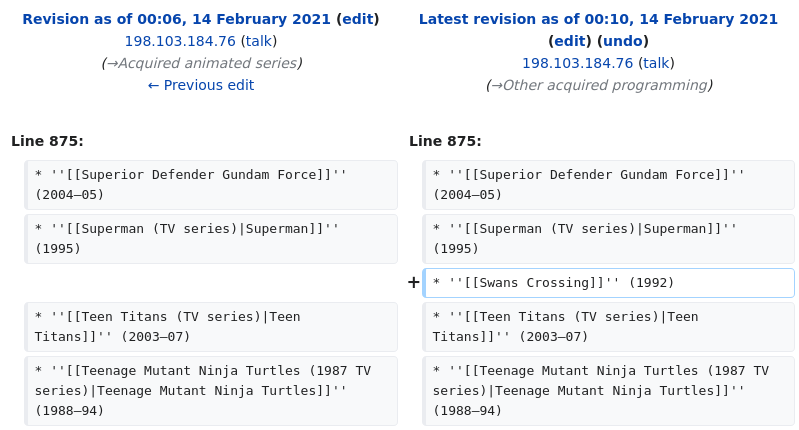 Revision as of 00:06, 14 February 2021 (edit)
198.103.184.76 (talk)
(→Acquired animated series)
← Previous edit
Latest revision as of 00:10, 14 February 2021
(edit) (undo)
198.103.184.76 (talk)
(→Other acquired programming)
Line 875:
Line 875:
* ''[[Superior Defender Gundam Force]]''
(2004–05)
* ''[[Superior Defender Gundam Force]]''
(2004–05)
* ''[[Superman (TV series)|Superman]]''
(1995)
* ''[[Superman (TV series)|Superman]]''
(1995)
+
* ''[[Swans Crossing]]'' (1992)
* ''[[Teen Titans (TV series)|Teen
Titans]]'' (2003–07)
* ''[[Teen Titans (TV series)|Teen
Titans]]'' (2003–07)
* ''[[Teenage Mutant Ninja Turtles (1987 TV
series)|Teenage Mutant Ninja Turtles]]''
(1988–94)
* ''[[Teenage Mutant Ninja Turtles (1987 TV
series)|Teenage Mutant Ninja Turtles]]''
(1988–94)